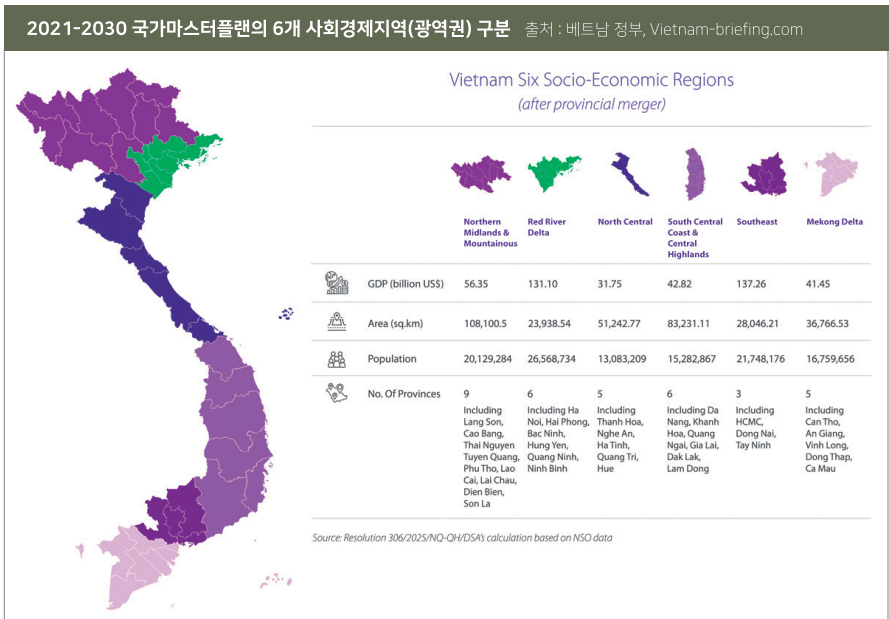 2021-2030 국가마스터플랜의 6개 사회경제지역(광역권) 구분 출처 : 베트남 정부, Vietnam-briefing.com
Vietnam Six Socio-Economic Regions
(after provincial merger)
Northern Midlands & Mountainous
Red River Delta
North Central
South Central Coast & Central Highlands
Southeast
Mekong Delta
GDP (billion US$) 56.35 131.10 31.75 42.82 137.26 41.45
Area (sq.km) 108,100.5 23,938.54 51,242.77 83,231.11 28,046.21 36,766.53
Population 20,129,284 26,568,734 13,083,209 15,282,867 21,748,176 16,759,656
No. Of Provinces 9 6 5 6 3 5
Including
Lang Son,
Cao Bang,
Thai Nguyen
Tuyen Quang,
Phu Tho, Lao
Cai, Lai Chau,
Dien Bien,
Son La
Including Ha
Noi, Hai Phong,
Bac Ninh,
Hung Yen,
Quang Ninh,
Ninh Binh
Including
Thanh Hoa,
Nghe An,
Ha Tinh,
Quang Tri,
Hue
Including Da
Nang, Khanh
Hoa, Quang
Ngai, Gia Lai,
Dak Lak,
Lam Dong
Including
HCMC,
Dong Nai,
Tay Ninh
Including
Can Tho,
An Giang,
Vinh Long,
Dong Thap,
Ca Mau
Source: Resolution 306/2025/NQ-QH/DSA's calculation based on NSO data